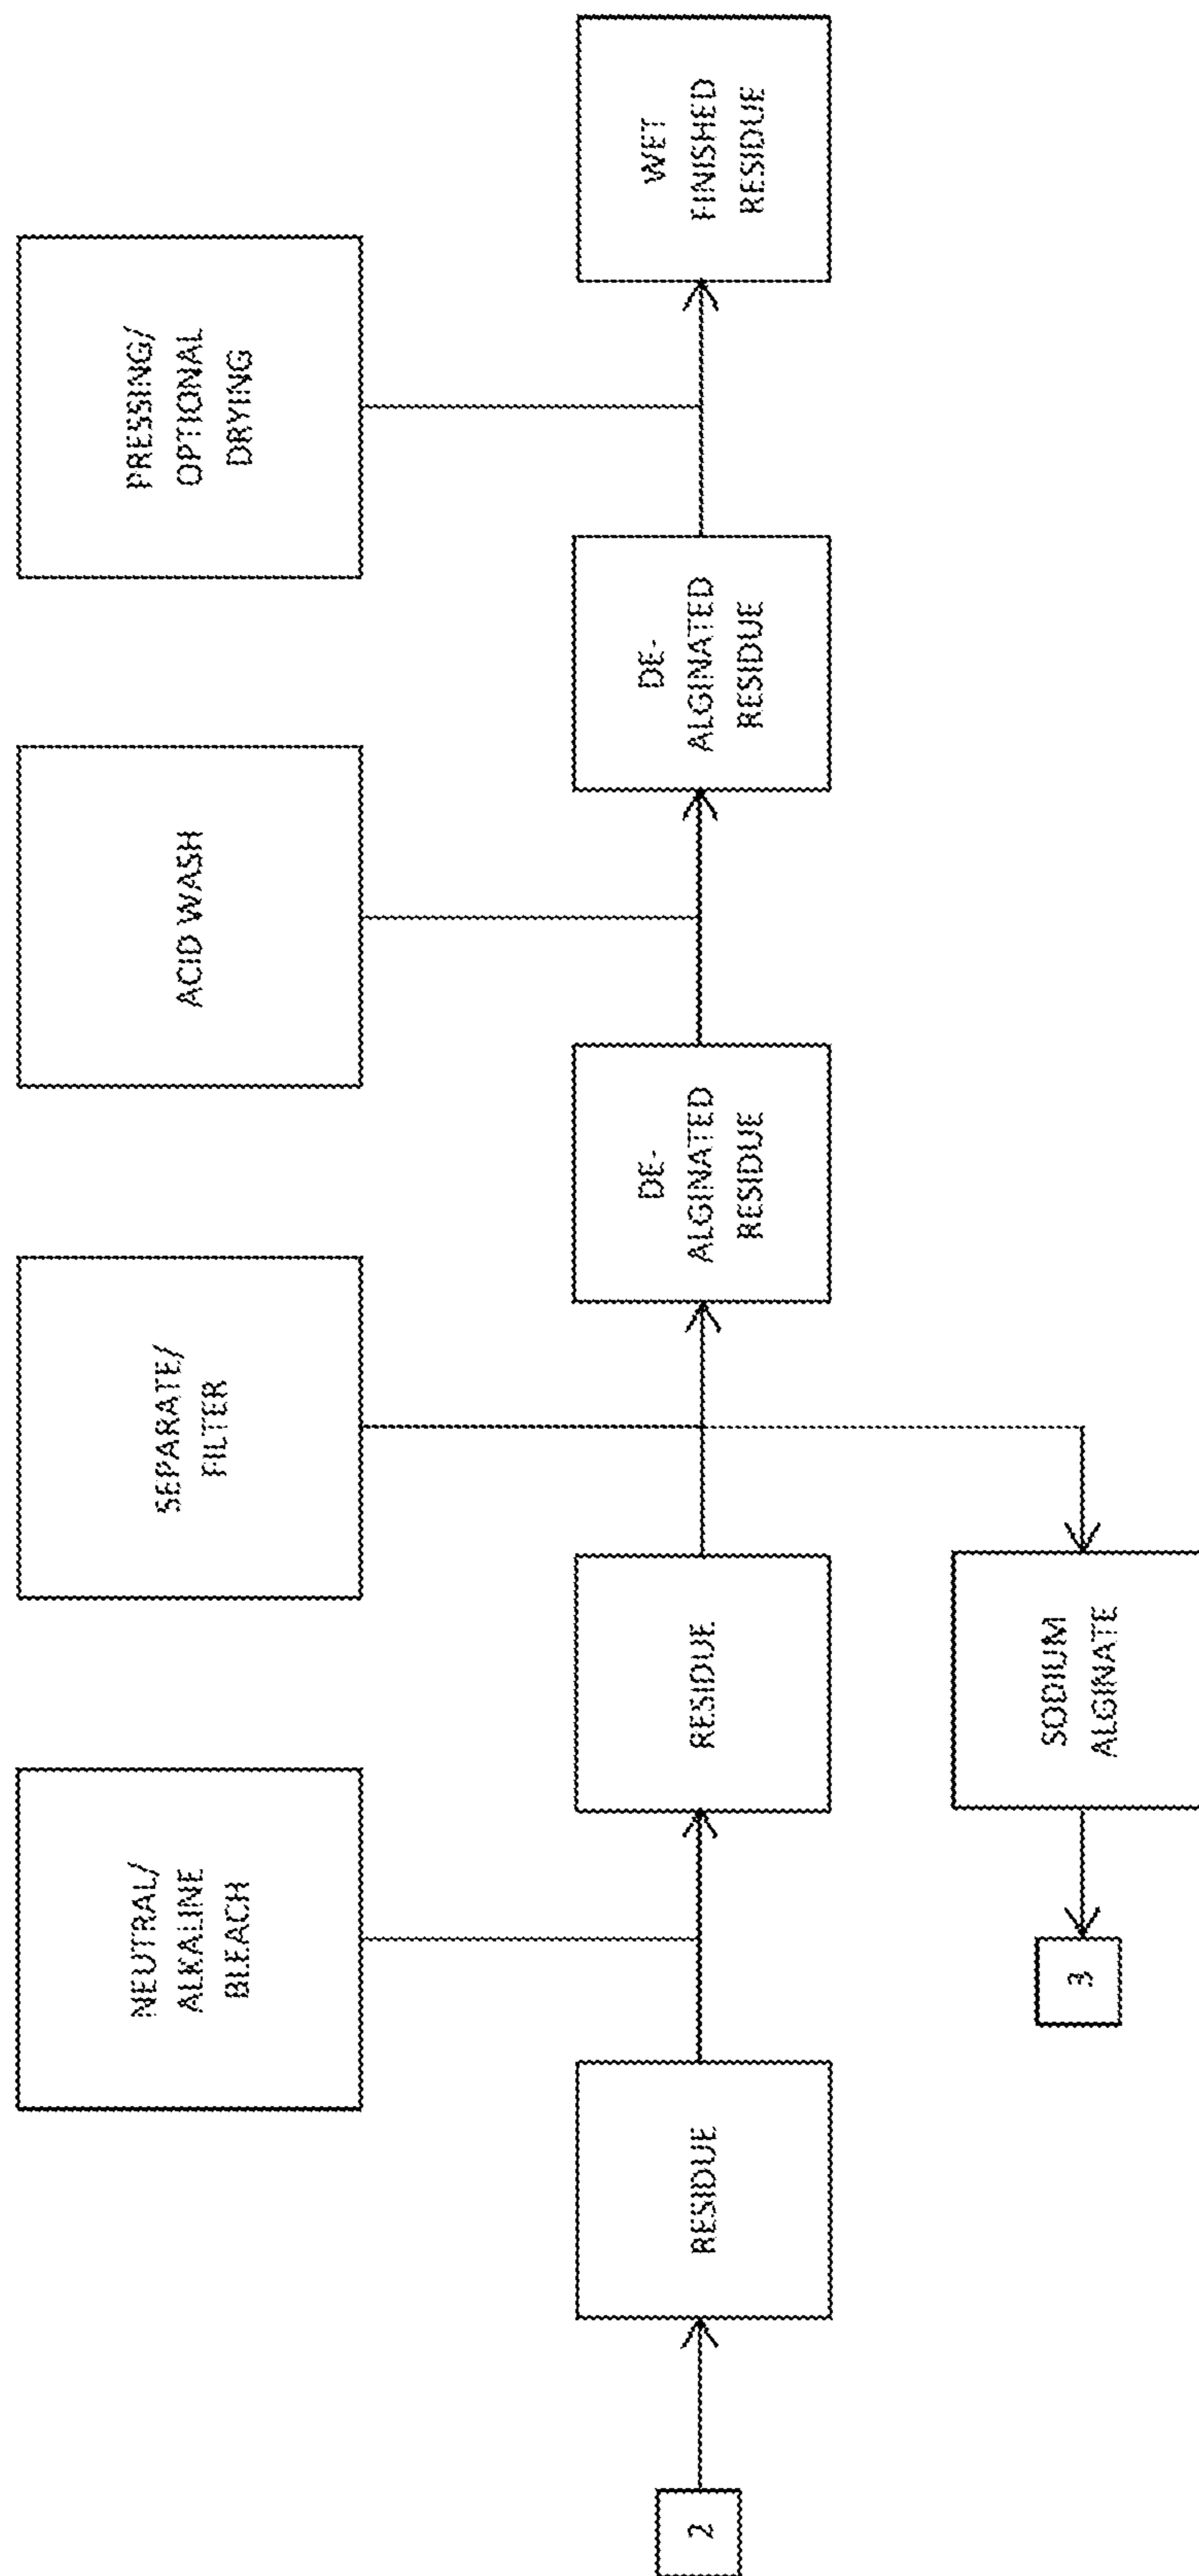 NEUTRAL/
ALKALINE
BLEACH
SEPARATE/
FILTER
ACID WASH
PRESSING/
OPTIONAL
DRYING
2
RESIDUE
RESIDUE
DE-
ALGINATED
RESIDUE
DE-
ALGINATED
RESIDUE
WET
FINISHED
RESIDUE
3
SODIUM
ALGINATE